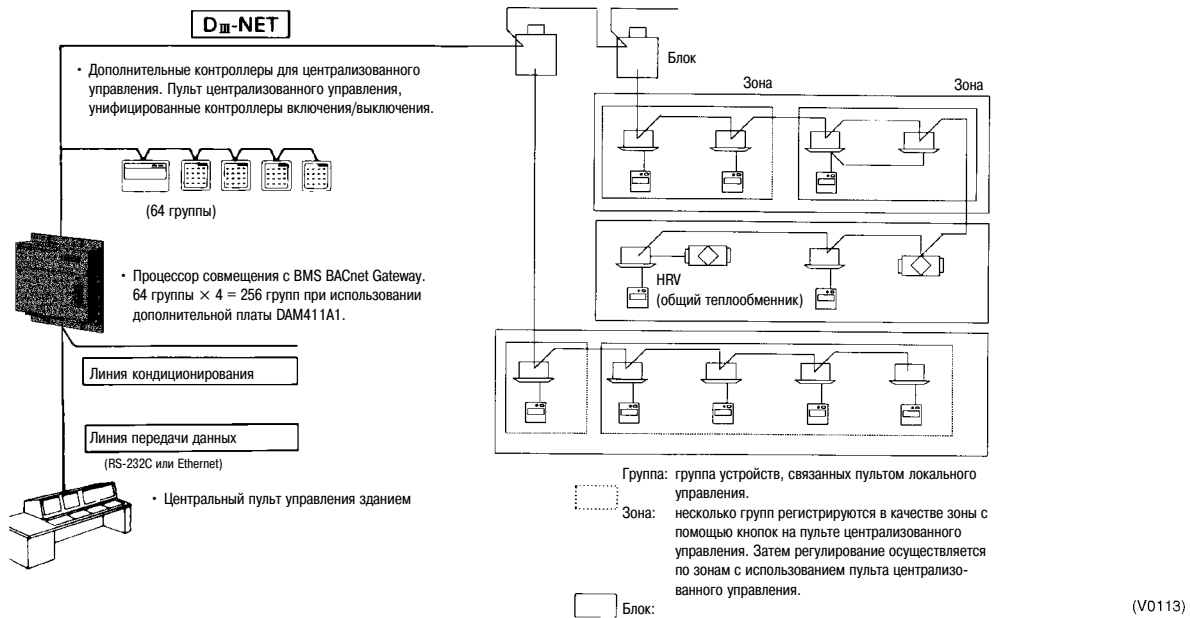 DIII-NET
Блок
• Дополнительные контроллеры для централизованного
управления. Пульт централизованного управления,
унифицированные контроллеры включения/выключения.
Зона
Зона
(64 группы)
• Процессор совмещения с BMS BACnet Gateway.
64 группы × 4 = 256 групп при использовании
дополнительной платы DAM411A1.
HRV
(общий теплообменник)
Линия кондиционирования
Линия передачи данных
(RS-232C или Ethernet)
• Центральный пульт управления зданием
Группа: группа устройств, связанных пультом локального
управления.
Зона: несколько групп регистрируются в качестве зоны с
помощью кнопок на пульте централизованного
управления. Затем регулирование осуществляется
по зонам с использованием пульта централизо-
ванного управления.
Блок:
(V0113)